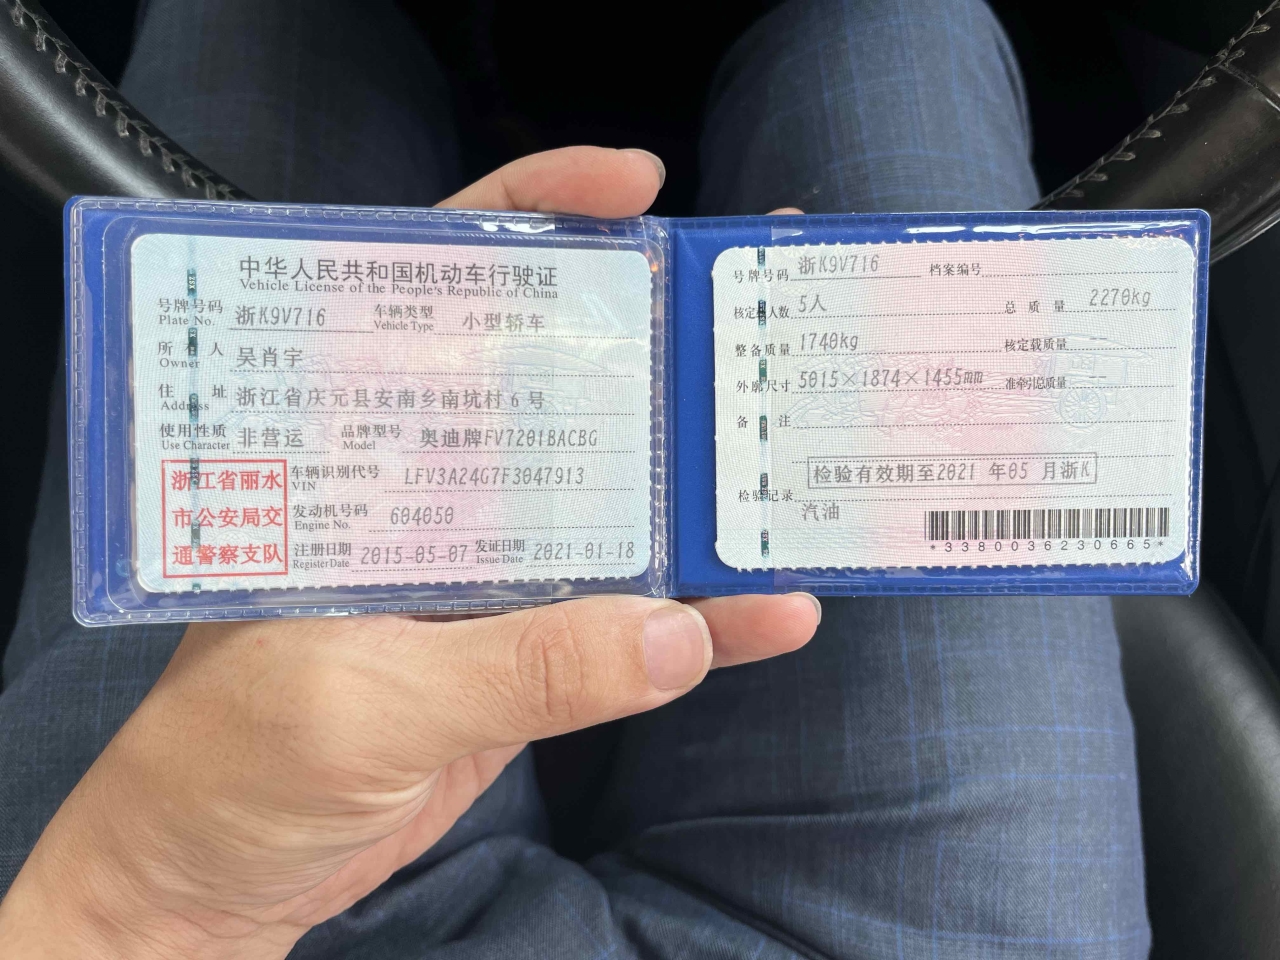 中华人民共和国机动车行驶证
Vehicle License of the People's Republic of China
号牌号码 浙K9V716 车辆类型 小型轿车
Plate No. Vehicle Type
所有人 吴肖宇
Owner
住址 浙江省庆元县安南乡南坑村6号
Address
使用性质 非营运 品牌型号 奥迪牌FV7201BACBG
Use Character Model
浙江省丽水
市公安局交
通警察支队
车辆识别代号 LFV3A24G7F3047913
VIN
发动机号码 604050
Engine No.
注册日期 2015-05-07 发证日期 2021-01-18
Register Date Issue Date
号牌号码 浙K9V716 档案编号
核定载人数 5人 总质量 2270kg
整备质量 1740kg 核定载质量 --
外廓尺寸 5015×1874×1455mm 准牵引总质量 --
备注
检验有效期至2021 年05 月浙K
检验记录
汽油
*3380036230665*